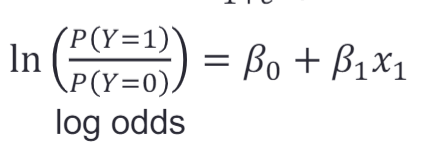 ln(P(Y=1)/P(Y=0)) = β₀ + β₁x₁
log odds